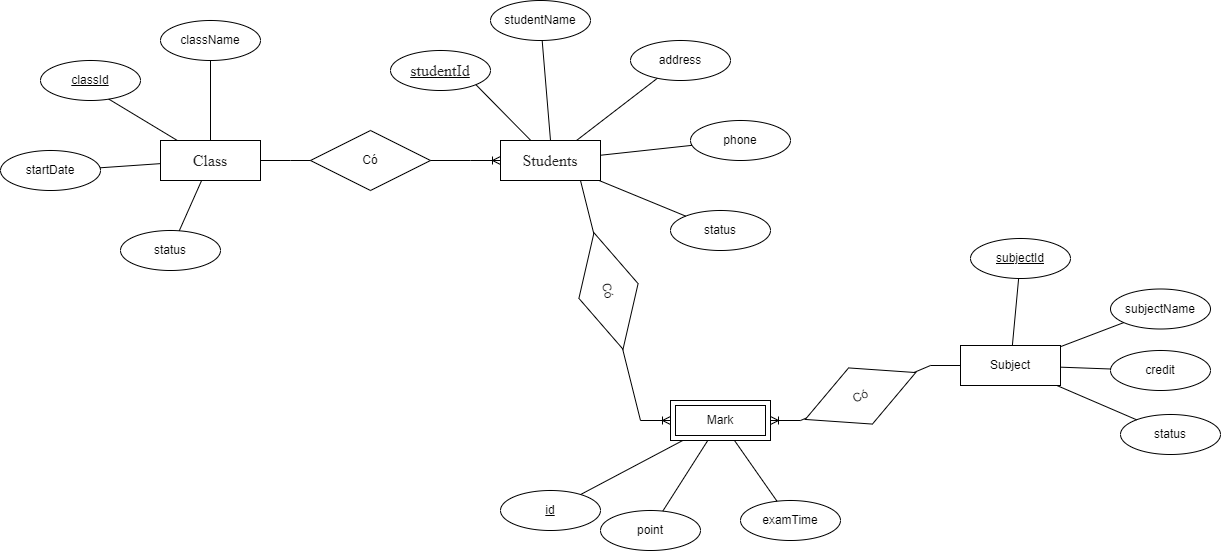 studentName
className
address
studentId
classId
phone
Class
Có
Students
startDate
status
status
subjectId
Có
subjectName
Subject
credit
Có
Mark
status
id
point
examTime